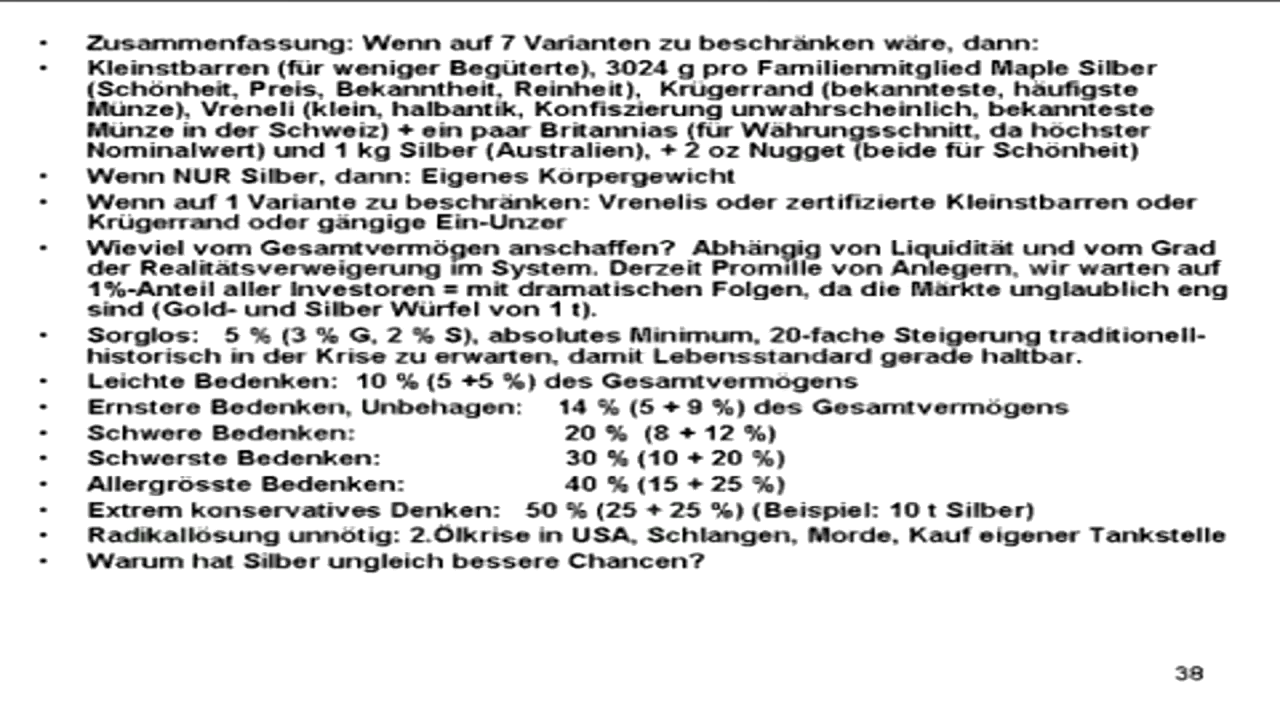 • Zusammenfassung: Wenn auf 7 Varianten zu beschränken wäre, dann:
• Kleinstbarren (für weniger Begüterte), 3024 g pro Familienmitglied Maple Silber
(Schönheit, Preis, Bekanntheit, Reinheit), Krügerrand (bekannteste, häufigste
Münze), Vreneli (klein, halbantik, Konfiszierung unwahrscheinlich, bekannteste
Münze in der Schweiz) + ein paar Britannias (für Währungsschnitt, da höchster
Nominalwert) und 1 kg Silber (Australien), + 2 oz Nugget (beide für Schönheit)
• Wenn NUR Silber, dann: Eigenes Körpergewicht
• Wenn auf 1 Variante zu beschränken: Vrenelis oder zertifizierte Kleinstbarren oder
Krügerrand oder gängige Ein-Unzer
• Wieviel vom Gesamtvermögen anschaffen? Abhängig von Liquidität und vom Grad
der Realitätsverweigerung im System. Derzeit Promille von Anlegern, wir warten auf
1%-Anteil aller Investoren = mit dramatischen Folgen, da die Märkte unglaublich eng
sind (Gold- und Silber Würfel von 1 t).
• Sorglos: 5 % (3 % G, 2 % S), absolutes Minimum, 20-fache Steigerung traditionell-
historisch in der Krise zu erwarten, damit Lebensstandard gerade haltbar.
• Leichte Bedenken: 10 % (5 +5 %) des Gesamtvermögens
• Ernstere Bedenken, Unbehagen: 14 % (5 + 9 %) des Gesamtvermögens
• Schwere Bedenken: 20 % (8 + 12 %)
• Schwerste Bedenken: 30 % (10 + 20 %)
• Allergrösste Bedenken: 40 % (15 + 25 %)
• Extrem konservatives Denken: 50 % (25 + 25 %) (Beispiel: 10 t Silber)
• Radikallösung unnötig: 2.Ölkrise in USA, Schlangen, Morde, Kauf eigener Tankstelle
• Warum hat Silber ungleich bessere Chancen?
38